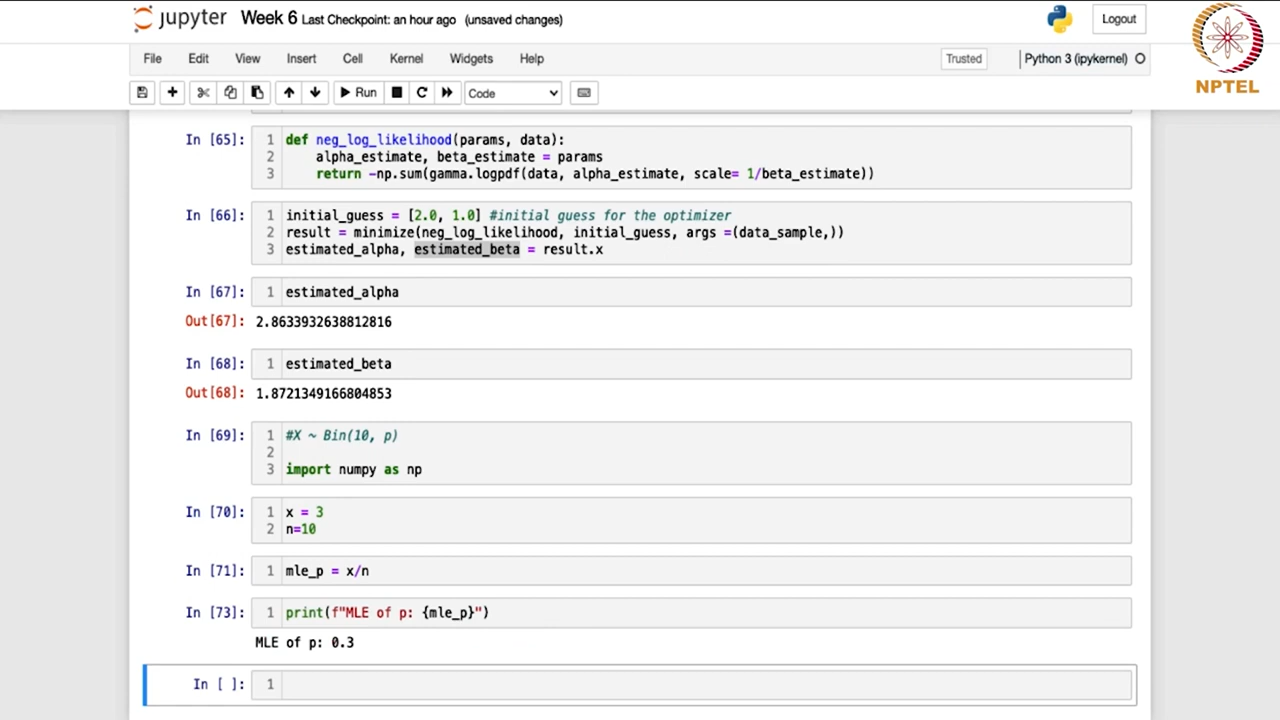 jupyter Week 6 Last Checkpoint: an hour ago (unsaved changes) Logout
File Edit View Insert Cell Kernel Widgets Help Trusted Python 3 (ipykernel)
NPTEL
Run Code
In [65]: 1 def neg_log_likelihood(params, data):
2 alpha_estimate, beta_estimate = params
3 return -np.sum(gamma.logpdf(data, alpha_estimate, scale= 1/beta_estimate))
In [66]: 1 initial_guess = [2.0, 1.0] #initial guess for the optimizer
2 result = minimize(neg_log_likelihood, initial_guess, args =(data_sample,))
3 estimated_alpha, estimated_beta = result.x
In [67]: 1 estimated_alpha
Out[67]: 2.8633932638812816
In [68]: 1 estimated_beta
Out[68]: 1.8721349166804853
In [69]: 1 #X ~ Bin(10, p)
2
3 import numpy as np
In [70]: 1 x = 3
2 n=10
In [71]: 1 mle_p = x/n
In [73]: 1 print(f"MLE of p: {mle_p}")
MLE of p: 0.3
In [ ]: 1